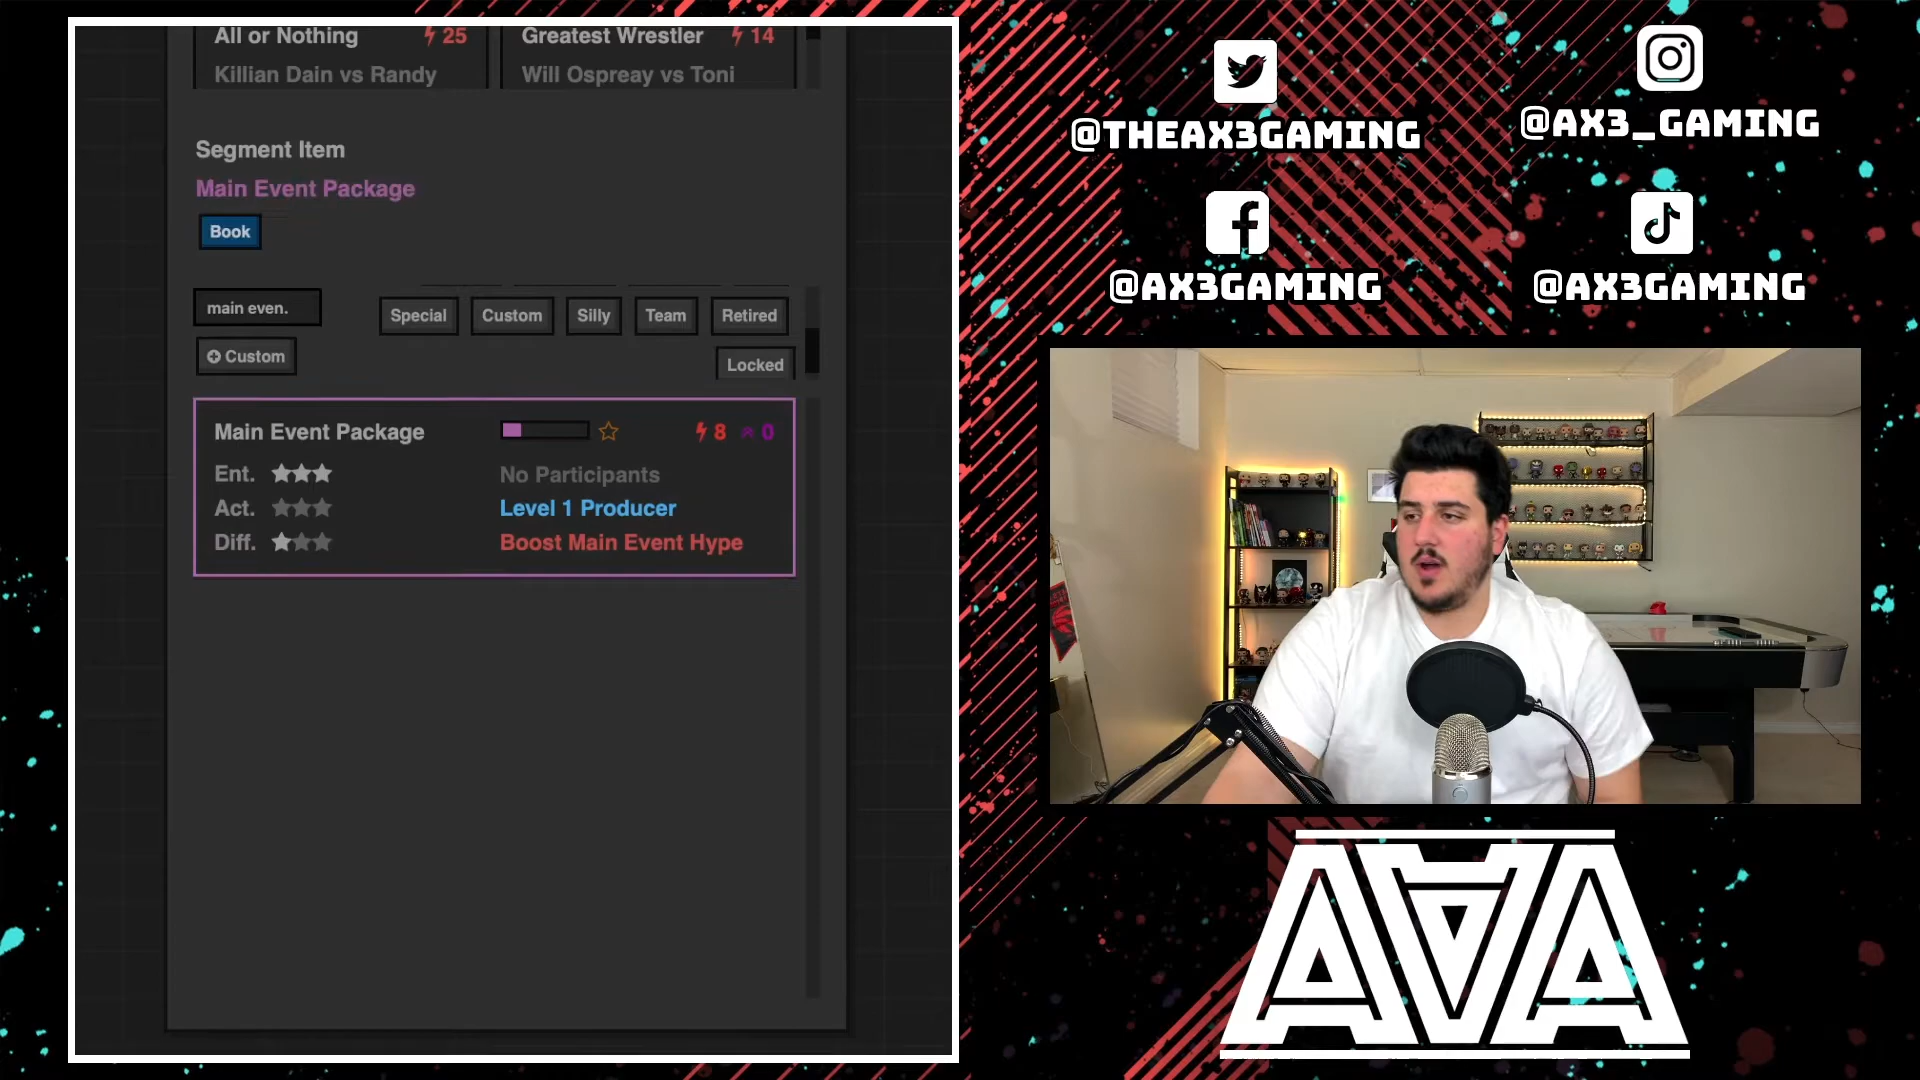 All or Nothing 25
Killian Dain vs Randy
Greatest Wrestler 14
Will Ospreay vs Toni
Segment Item
Main Event Package
Book
main even.
Special Custom Silly Team Retired
Custom
Locked
Main Event Package 8 0
Ent. No Participants
Act. Level 1 Producer
Diff. Boost Main Event Hype
@THEAX3GAMING
@AX3_GAMING
@AX3GAMING
@AX3GAMING